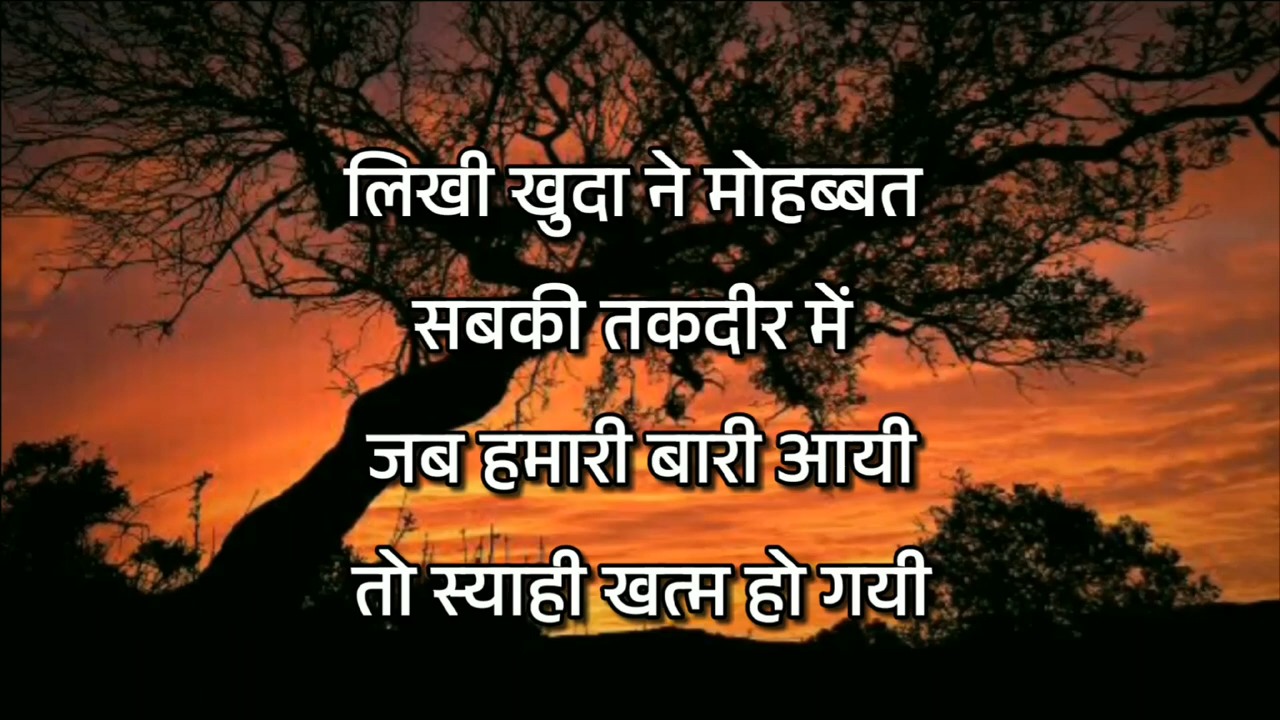 लिखी खुदा ने मोहब्बत
सबकी तकदीर में
जब हमारी बारी आयी
तो स्याही खत्म हो गयी